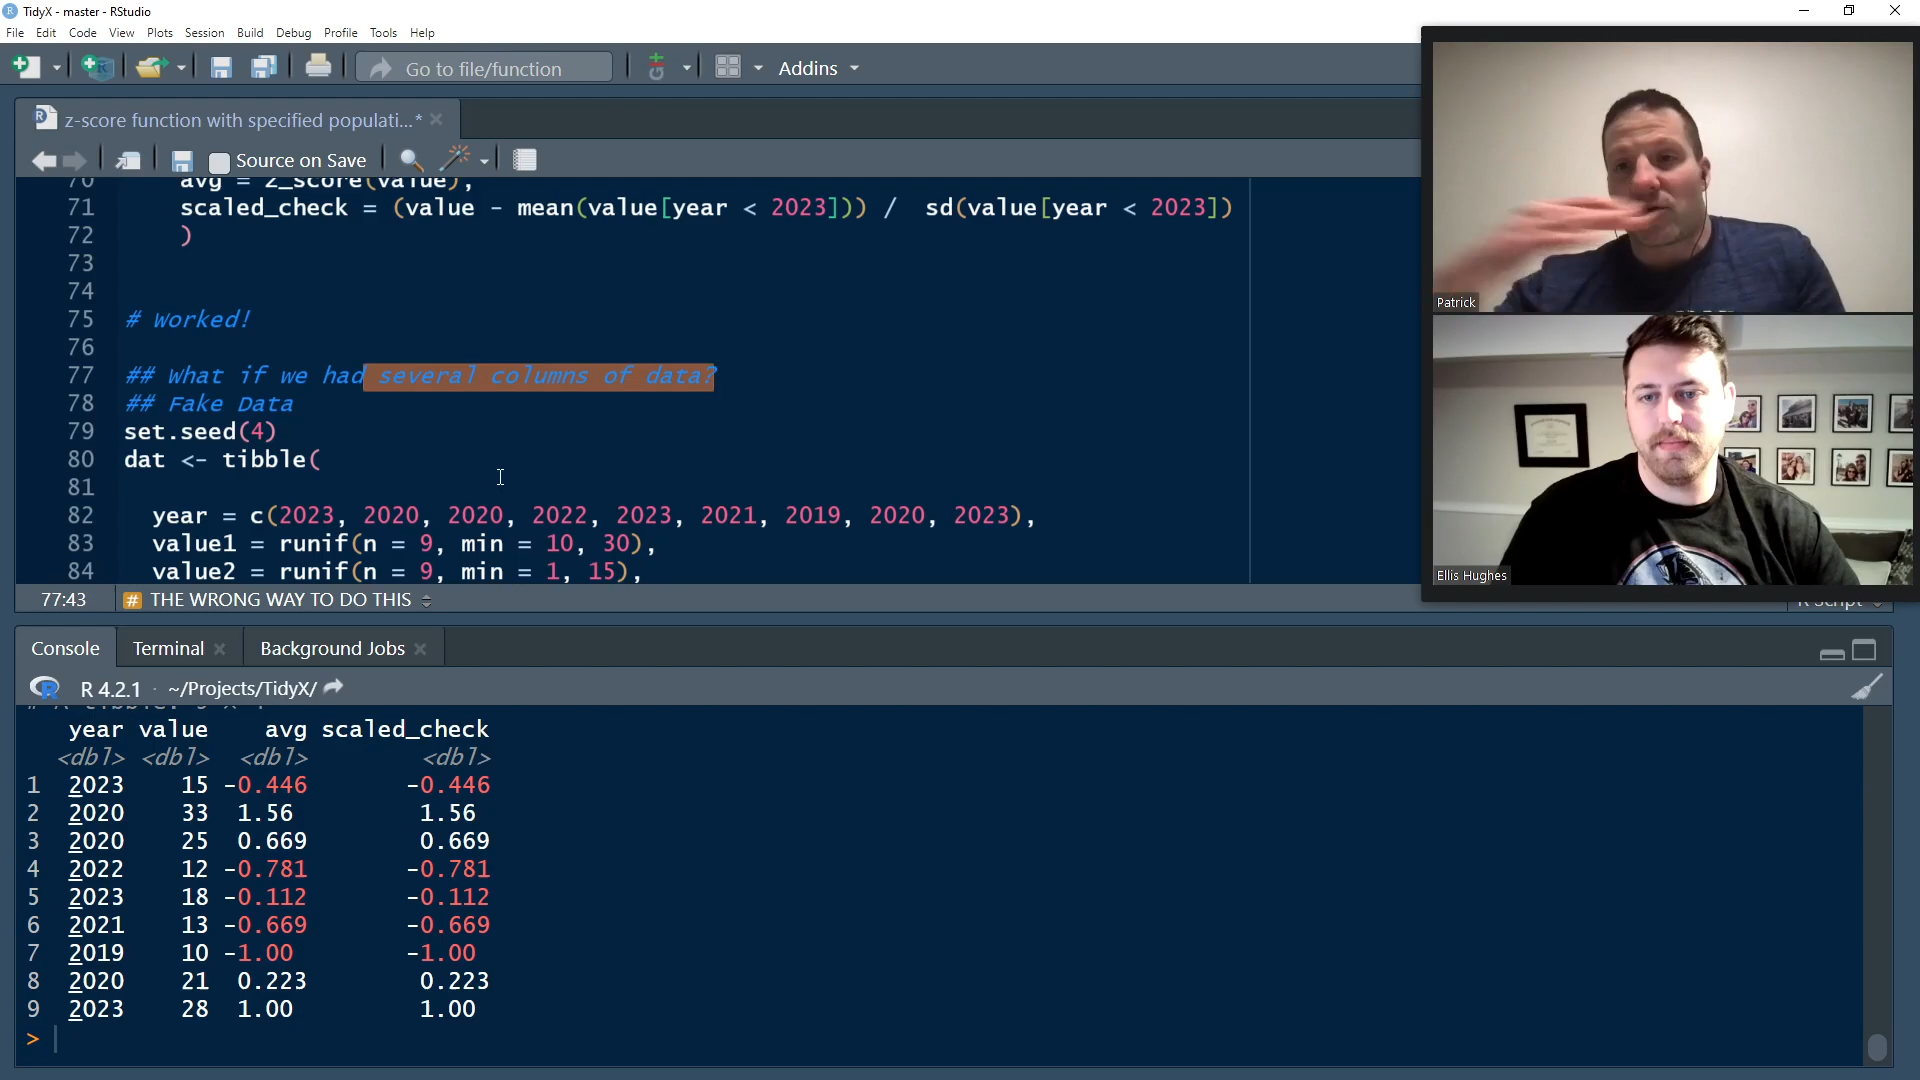 TidyX - master - RStudio
File Edit Code View Plots Session Build Debug Profile Tools Help
Go to file/function
Addins
z-score function with specified populati...*
Source on Save
70 avg = z_score(value),
71 scaled_check = (value - mean(value[year < 2023])) / sd(value[year < 2023])
72 )
73
74
75 # Worked!
76
77 ## What if we had several columns of data?
78 ## Fake Data
79 set.seed(4)
80 dat <- tibble(
81
82 year = c(2023, 2020, 2020, 2022, 2023, 2021, 2019, 2020, 2023),
83 value1 = runif(n = 9, min = 10, 30),
84 value2 = runif(n = 9, min = 1, 15),
77:43 # THE WRONG WAY TO DO THIS
R Script
Patrick
Ellis Hughes
Console Terminal Background Jobs
R 4.2.1 · ~/Projects/TidyX/
year value avg scaled_check
<dbl> <dbl> <dbl> <dbl>
1 2023 15 -0.446 -0.446
2 2020 33 1.56 1.56
3 2020 25 0.669 0.669
4 2022 12 -0.781 -0.781
5 2023 18 -0.112 -0.112
6 2021 13 -0.669 -0.669
7 2019 10 -1.00 -1.00
8 2020 21 0.223 0.223
9 2023 28 1.00 1.00
>